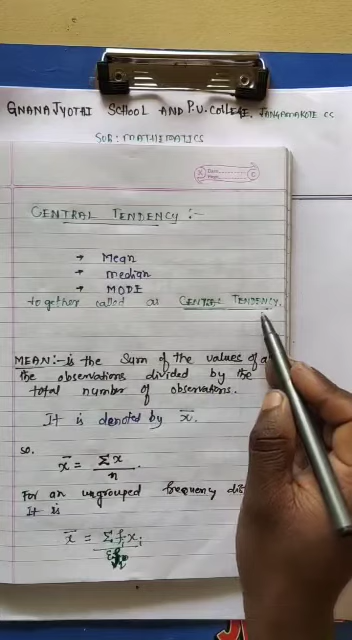 GNANAJYOTHI SCHOOL AND P.U. COLLEGE, JANGAMAKOTE CS
SUB: MATHEMATICS
CENTRAL TENDENCY :-
→ Mean
→ median
→ MODE
together called as CENTRAL TENDENCY.
MEAN:- is the sum of the values of a
the observations divided by the
total number of observations.
It is denoted by x̄.
so.
x̄ = Σx / n.
For an ungrouped frequency dis
It is
x̄ = Σfᵢxᵢ / Σfᵢ